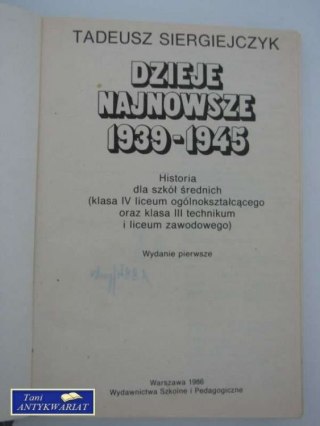 TADEUSZ SIERGIEJCZYK
DZIEJE
NAJNOWSZE
1939-1945
Historia
dla szkół średnich
(klasa IV liceum ogólnokształcącego
oraz klasa III technikum
i liceum zawodowego)
Wydanie pierwsze
Warszawa 1986
Wydawnictwa Szkolne i Pedagogiczne
Tani
ANTYKWARIAT